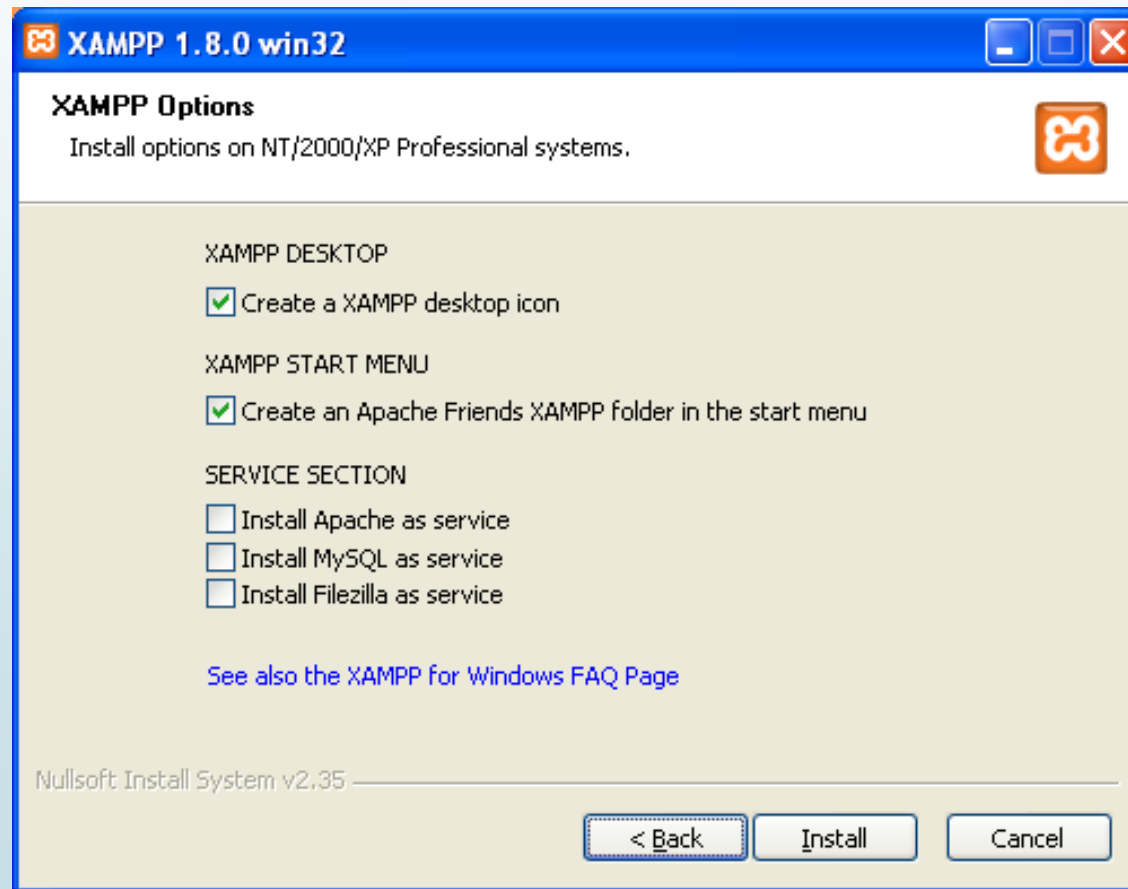 XAMPP 1.8.0 win32
XAMPP Options
Install options on NT/2000/XP Professional systems.
XAMPP DESKTOP
Create a XAMPP desktop icon
XAMPP START MENU
Create an Apache Friends XAMPP folder in the start menu
SERVICE SECTION
Install Apache as service
Install MySQL as service
Install Filezilla as service
See also the XAMPP for Windows FAQ Page
Nullsoft Install System v2.35
< Back Install Cancel